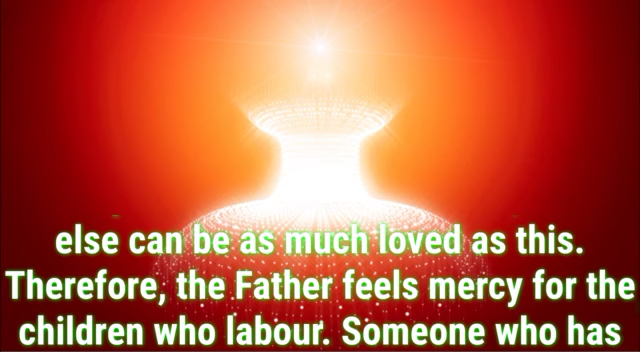 else can be as much loved as this.
Therefore, the Father feels mercy for the
children who labour. Someone who has